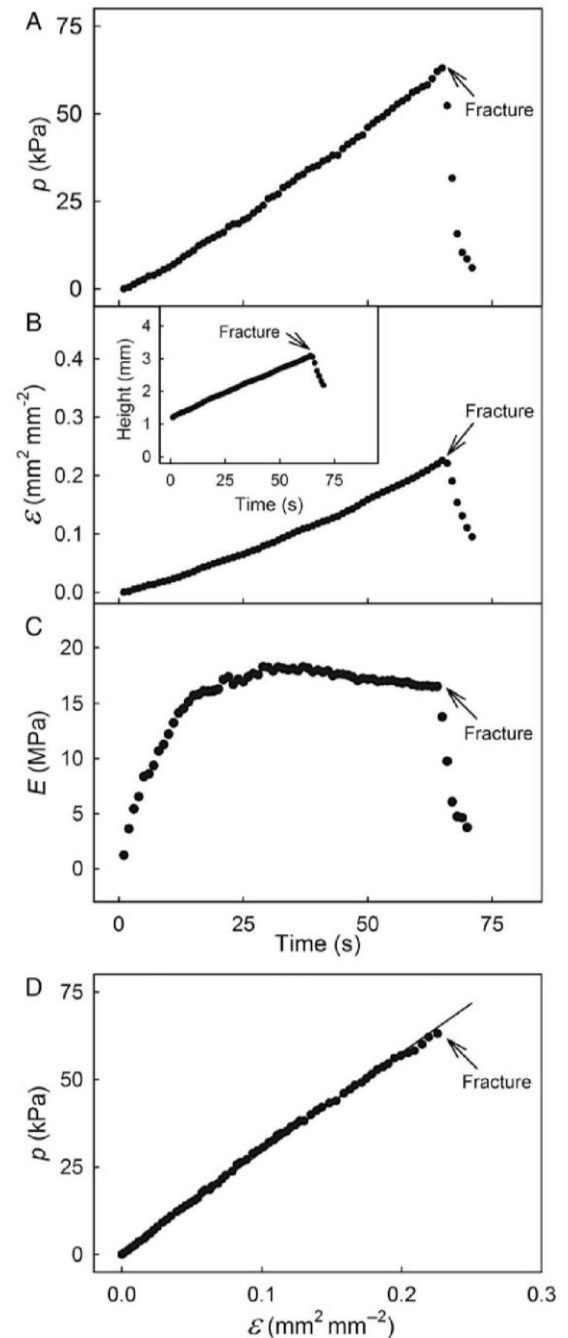 A
75
50
25
0
p (kPa)
Fracture
B
0.4
0.3
0.2
0.1
0.0
ε (mm² mm⁻²)
4
3
2
1
0
Height (mm)
Fracture
0 25 50 75
Time (s)
Fracture
C
20
15
10
5
0
E (MPa)
Fracture
0 25 50 75
Time (s)
D
75
50
25
0
p (kPa)
Fracture
0.0 0.1 0.2 0.3
ε (mm² mm⁻²)